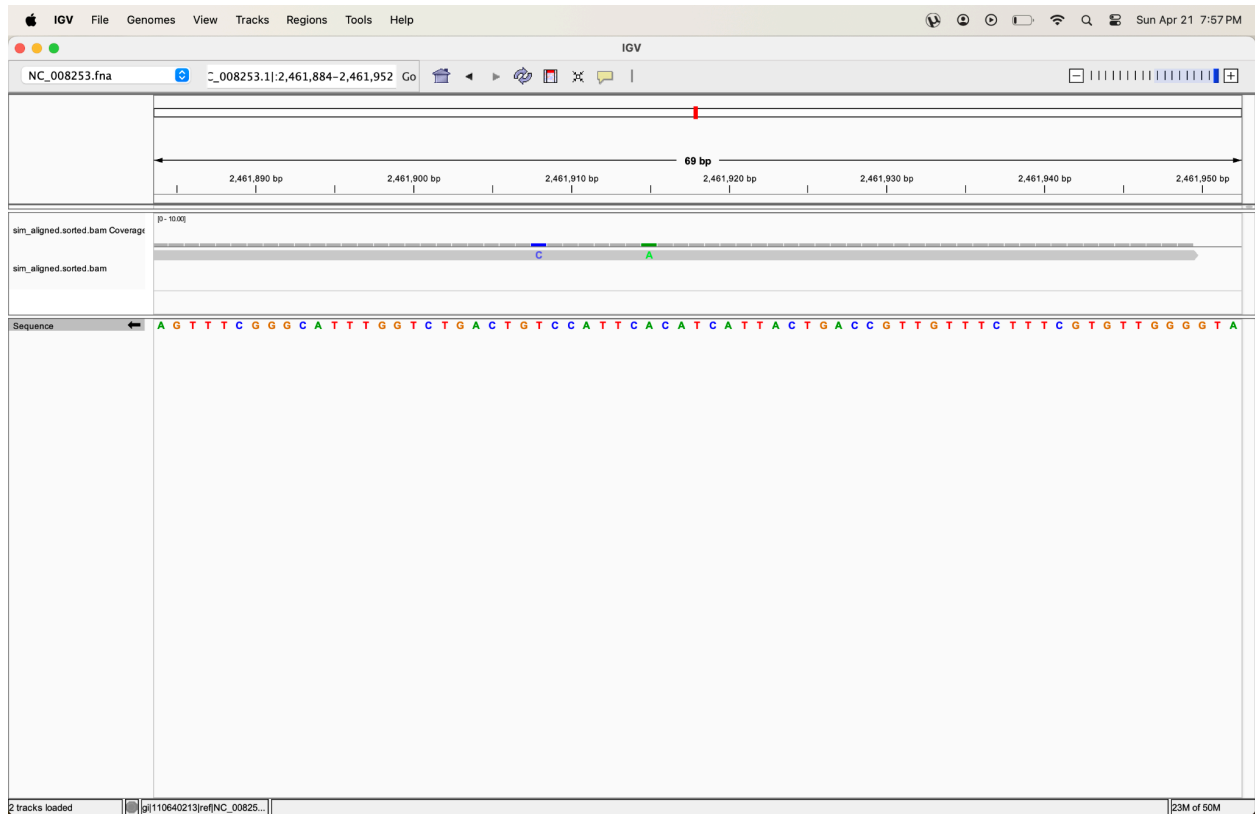 IGV File Genomes View Tracks Regions Tools Help Sun Apr 21 7:57 PM
IGV
NC_008253.fna C_008253.1|:2,461,884-2,461,952 Go
69 bp
2,461,890 bp 2,461,900 bp 2,461,910 bp 2,461,920 bp 2,461,930 bp 2,461,940 bp 2,461,950 bp
[0 - 10.00]
sim_aligned.sorted.bam Coverage
C A
sim_aligned.sorted.bam
Sequence A G T T T C G G G C A T T T G G T C T G A C T G T C C A T T C A C A T C A T T A C T G A C C G T T G T T T C T T T C G T G T T G G G G T A
2 tracks loaded gi|110640213|ref|NC_00825... 23M of 50M